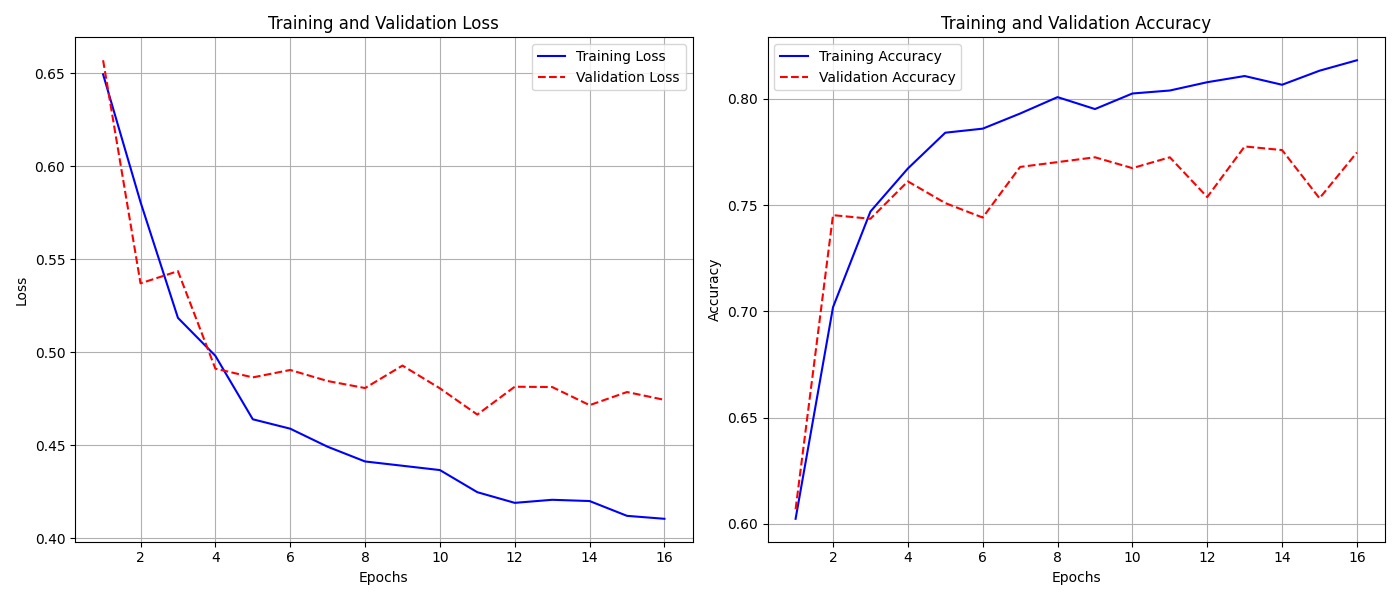 Training and Validation Loss
Training Loss
Validation Loss
0.65
0.60
0.55
0.50
0.45
0.40
Loss
2 4 6 8 10 12 14 16
Epochs
Training and Validation Accuracy
Training Accuracy
Validation Accuracy
0.80
0.75
0.70
0.65
0.60
Accuracy
2 4 6 8 10 12 14 16
Epochs